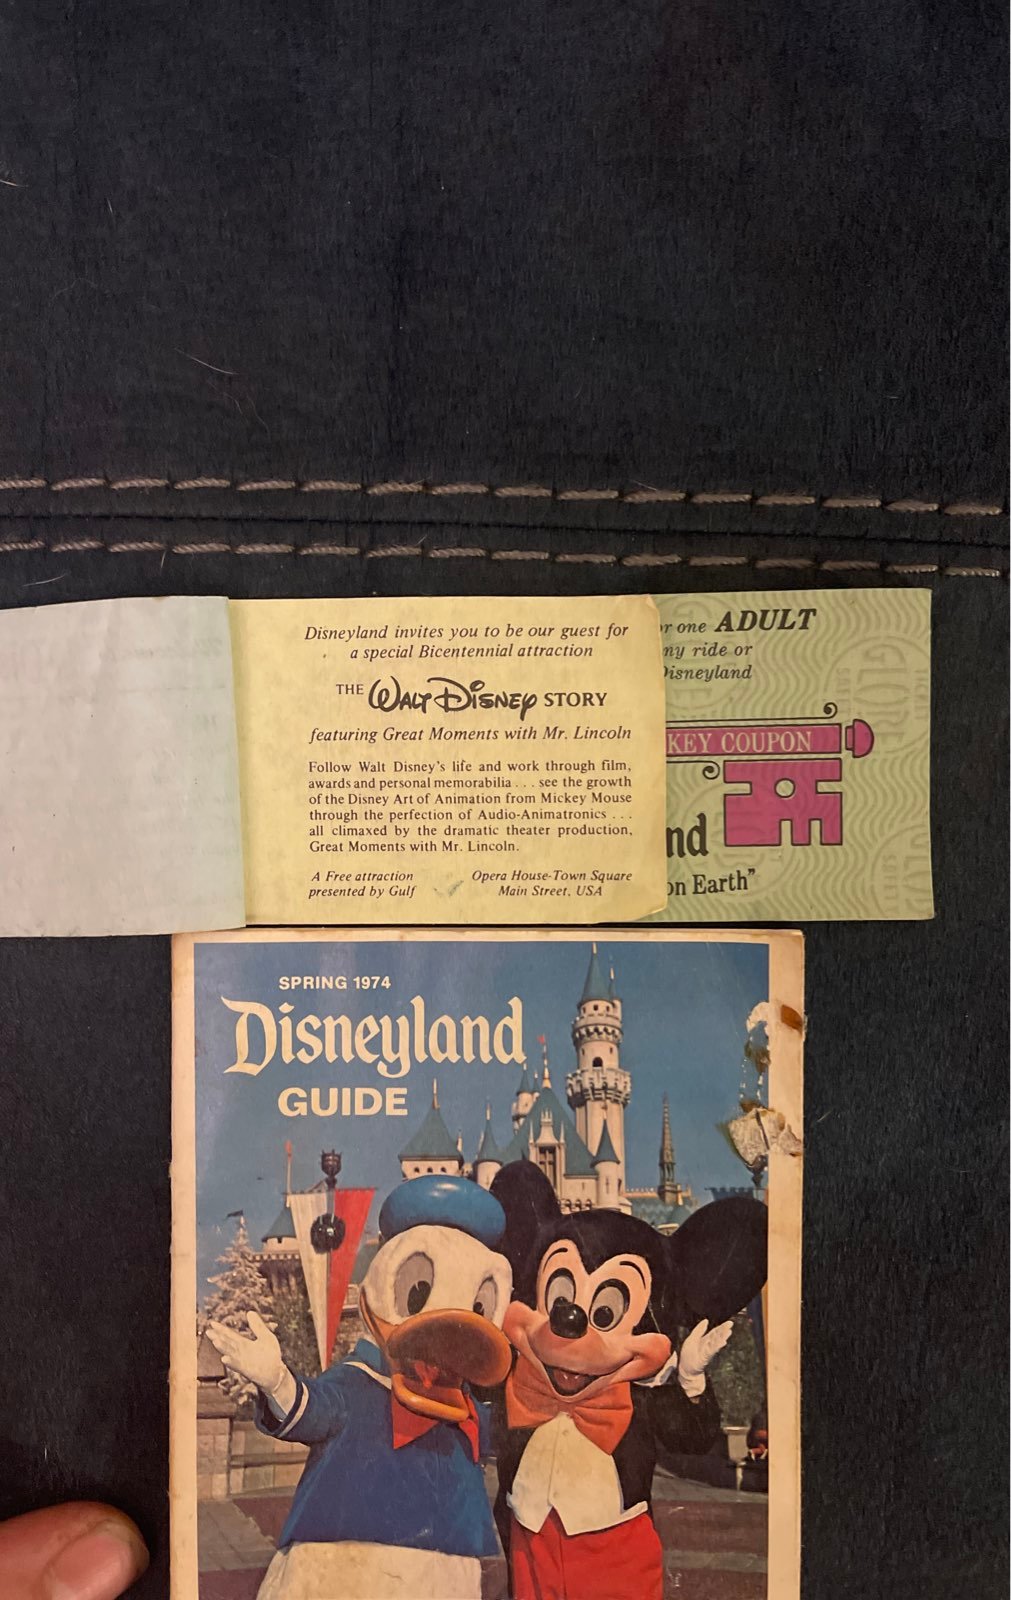 Disneyland invites you to be our guest for
a special Bicentennial attraction
THE WALT DISNEY STORY
featuring Great Moments with Mr. Lincoln
Follow Walt Disney's life and work through film,
awards and personal memorabilia . . . see the growth
of the Disney Art of Animation from Mickey Mouse
through the perfection of Audio-Animatronics . . .
all climaxed by the dramatic theater production,
Great Moments with Mr. Lincoln.
A Free attraction
presented by Gulf
Opera House-Town Square
Main Street, USA
r one ADULT
ny ride or
Disneyland
KEY COUPON
nd
on Earth"
SPRING 1974
Disneyland
GUIDE